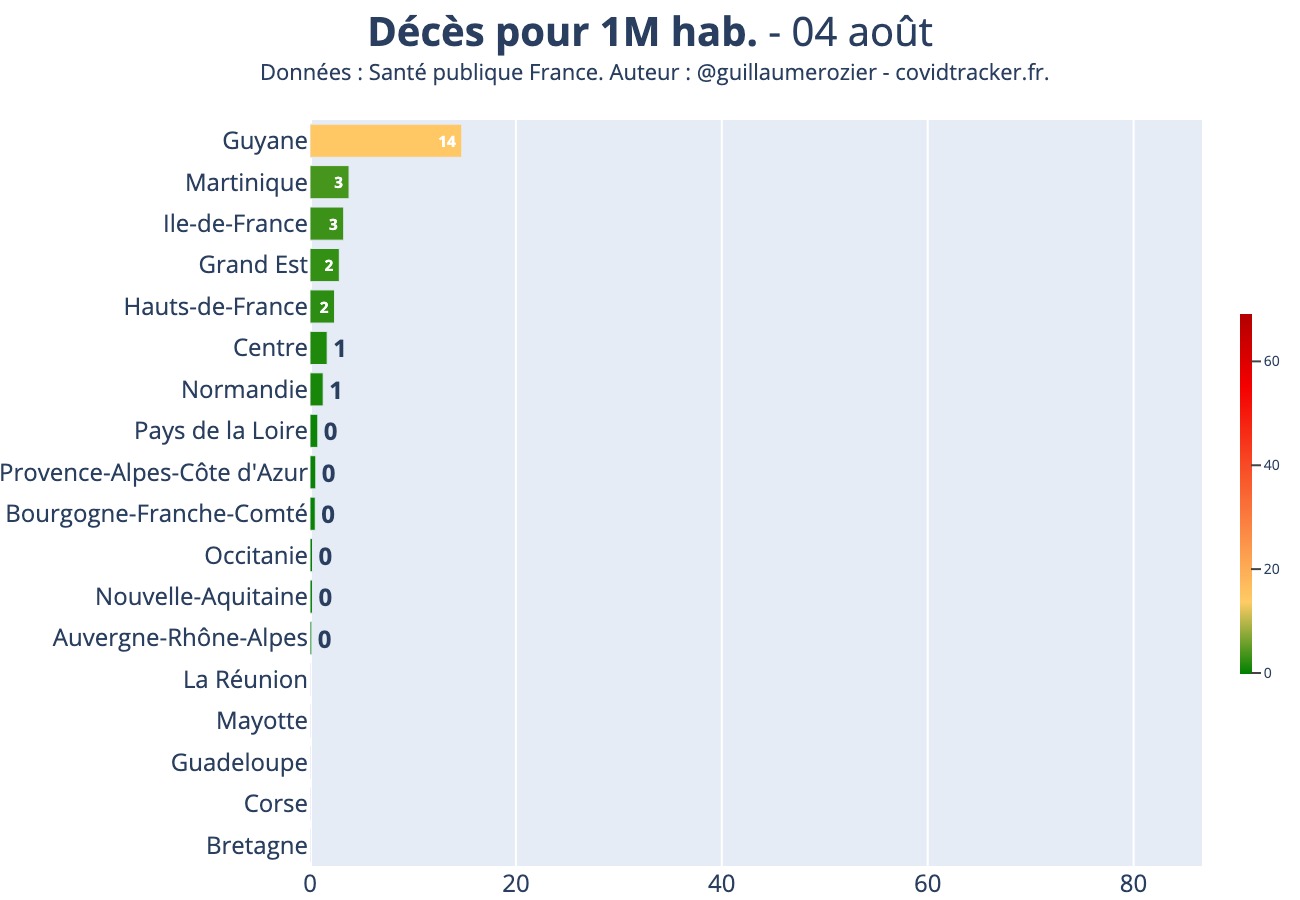 Décès pour 1M hab. - 04 août
Données : Santé publique France. Auteur : @guillaumerozier - covidtracker.fr.
Guyane 14
Martinique 3
Ile-de-France 3
Grand Est 2
Hauts-de-France 2
Centre 1
Normandie 1
Pays de la Loire 0
Provence-Alpes-Côte d'Azur 0
Bourgogne-Franche-Comté 0
Occitanie 0
Nouvelle-Aquitaine 0
Auvergne-Rhône-Alpes 0
La Réunion
Mayotte
Guadeloupe
Corse
Bretagne
0 20 40 60 80
60
40
20
0